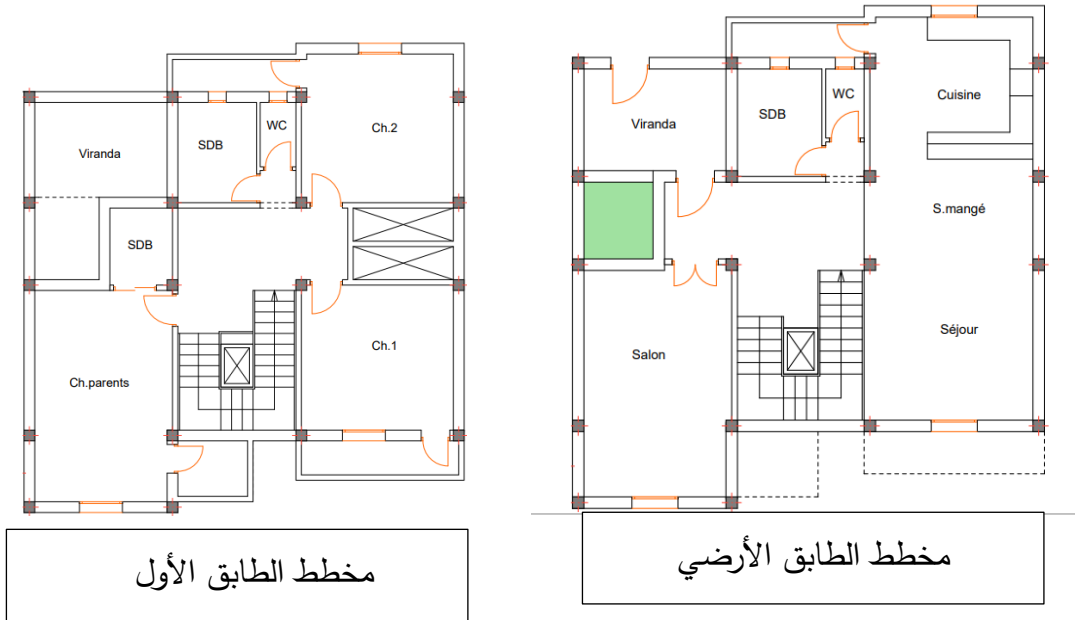 Viranda
SDB
WC
Ch.2
SDB
Ch.parents
Ch.1
مخطط الطابق الأول
Viranda
SDB
WC
Cuisine
S.mangé
Salon
Séjour
مخطط الطابق الأرضي